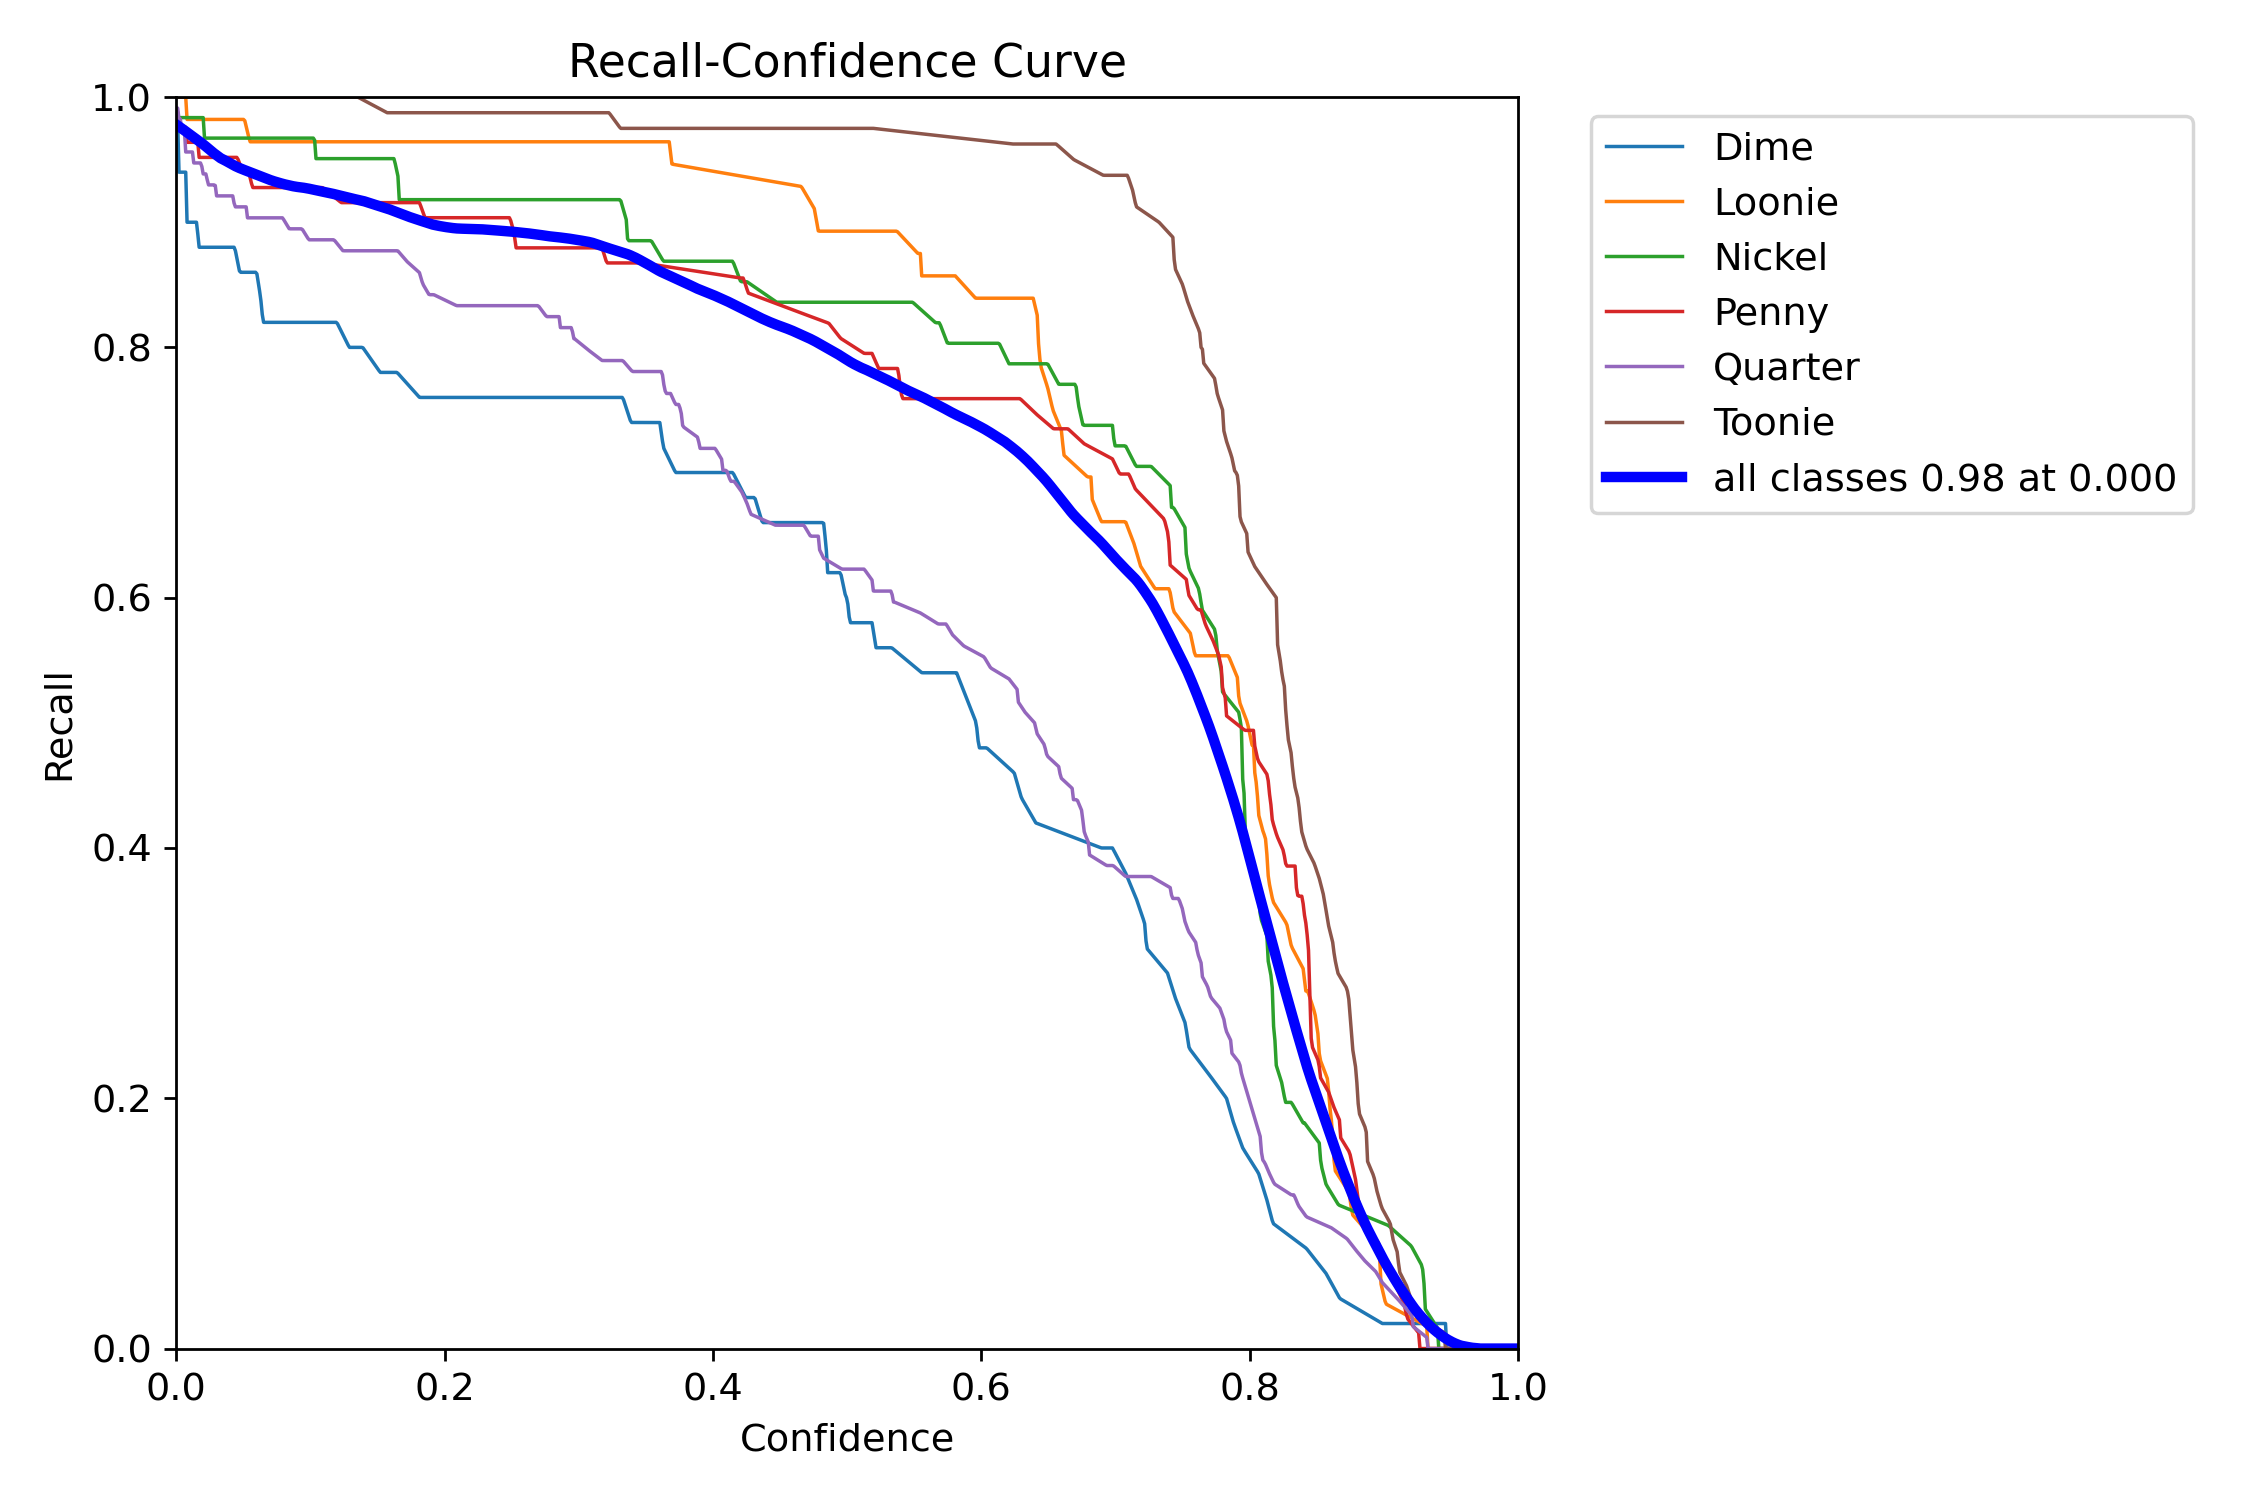 Recall-Confidence Curve
1.0
0.8
0.6
0.4
0.2
0.0
Recall
0.0 0.2 0.4 0.6 0.8 1.0
Confidence
Dime
Loonie
Nickel
Penny
Quarter
Toonie
all classes 0.98 at 0.000